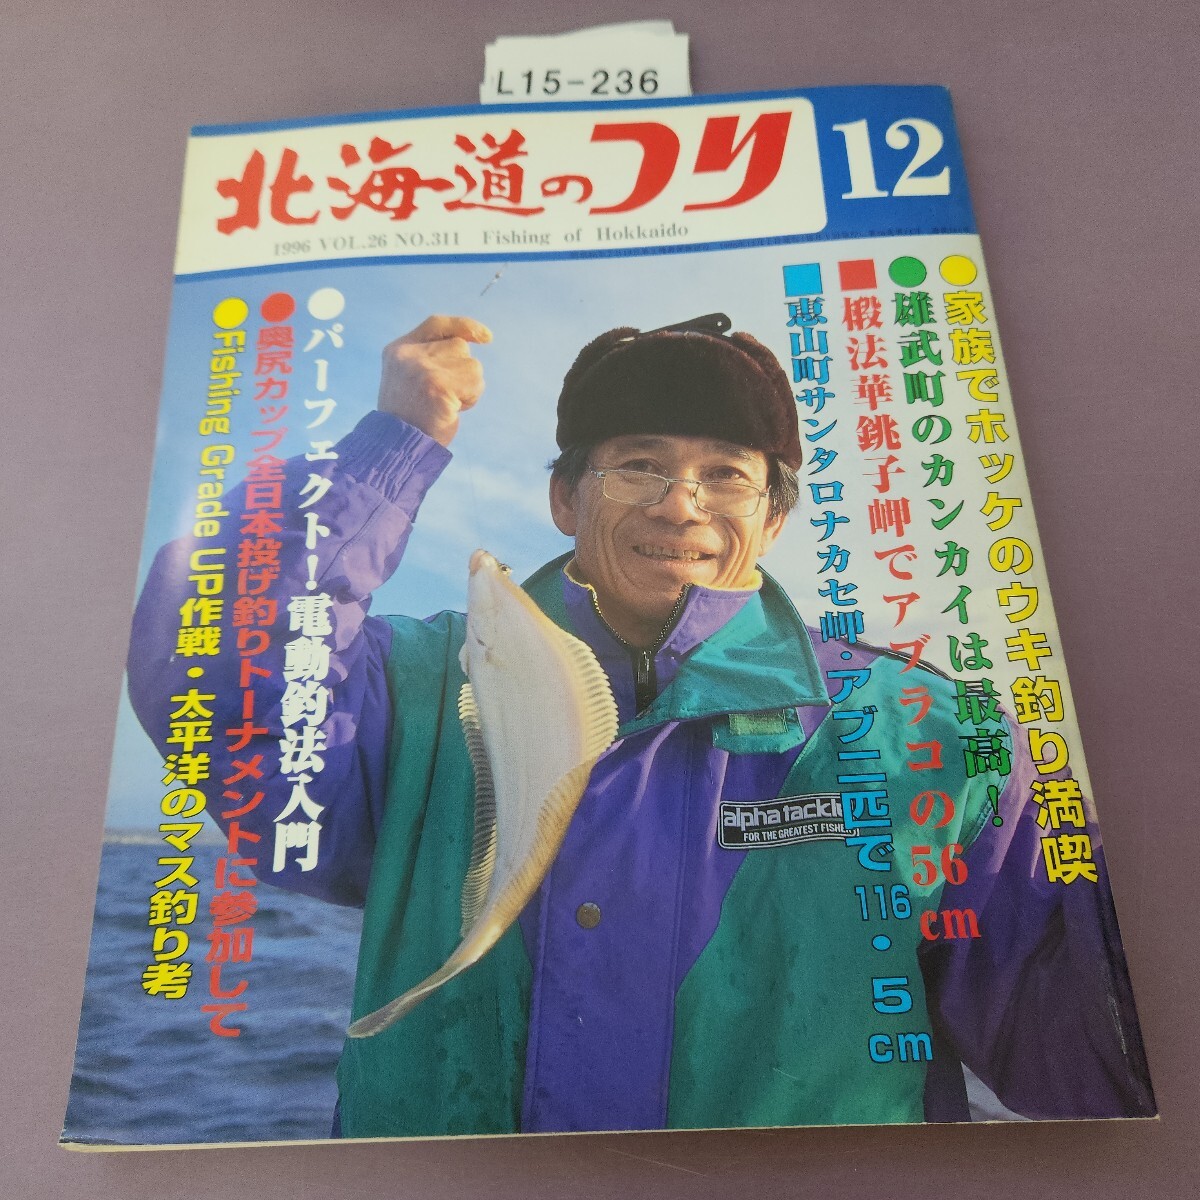 L15-236
北海道のつり
12
1996 VOL.26 NO.311 Fishing of Hokkaido
●家族でホッケのウキ釣り満喫
●雄武町のカンカイは最高!
■椴法華銚子岬でアブラコの56cm
■恵山町サンタロナカセ岬・アブ二匹で116・5cm
●パーフェクト!電動釣法入門
●奥尻カップ全日本投げ釣りトーナメントに参加して
●Fishing Grade UP作戦・太平洋のマス釣り考
alpha tackle
FOR THE GREATEST FISHERY